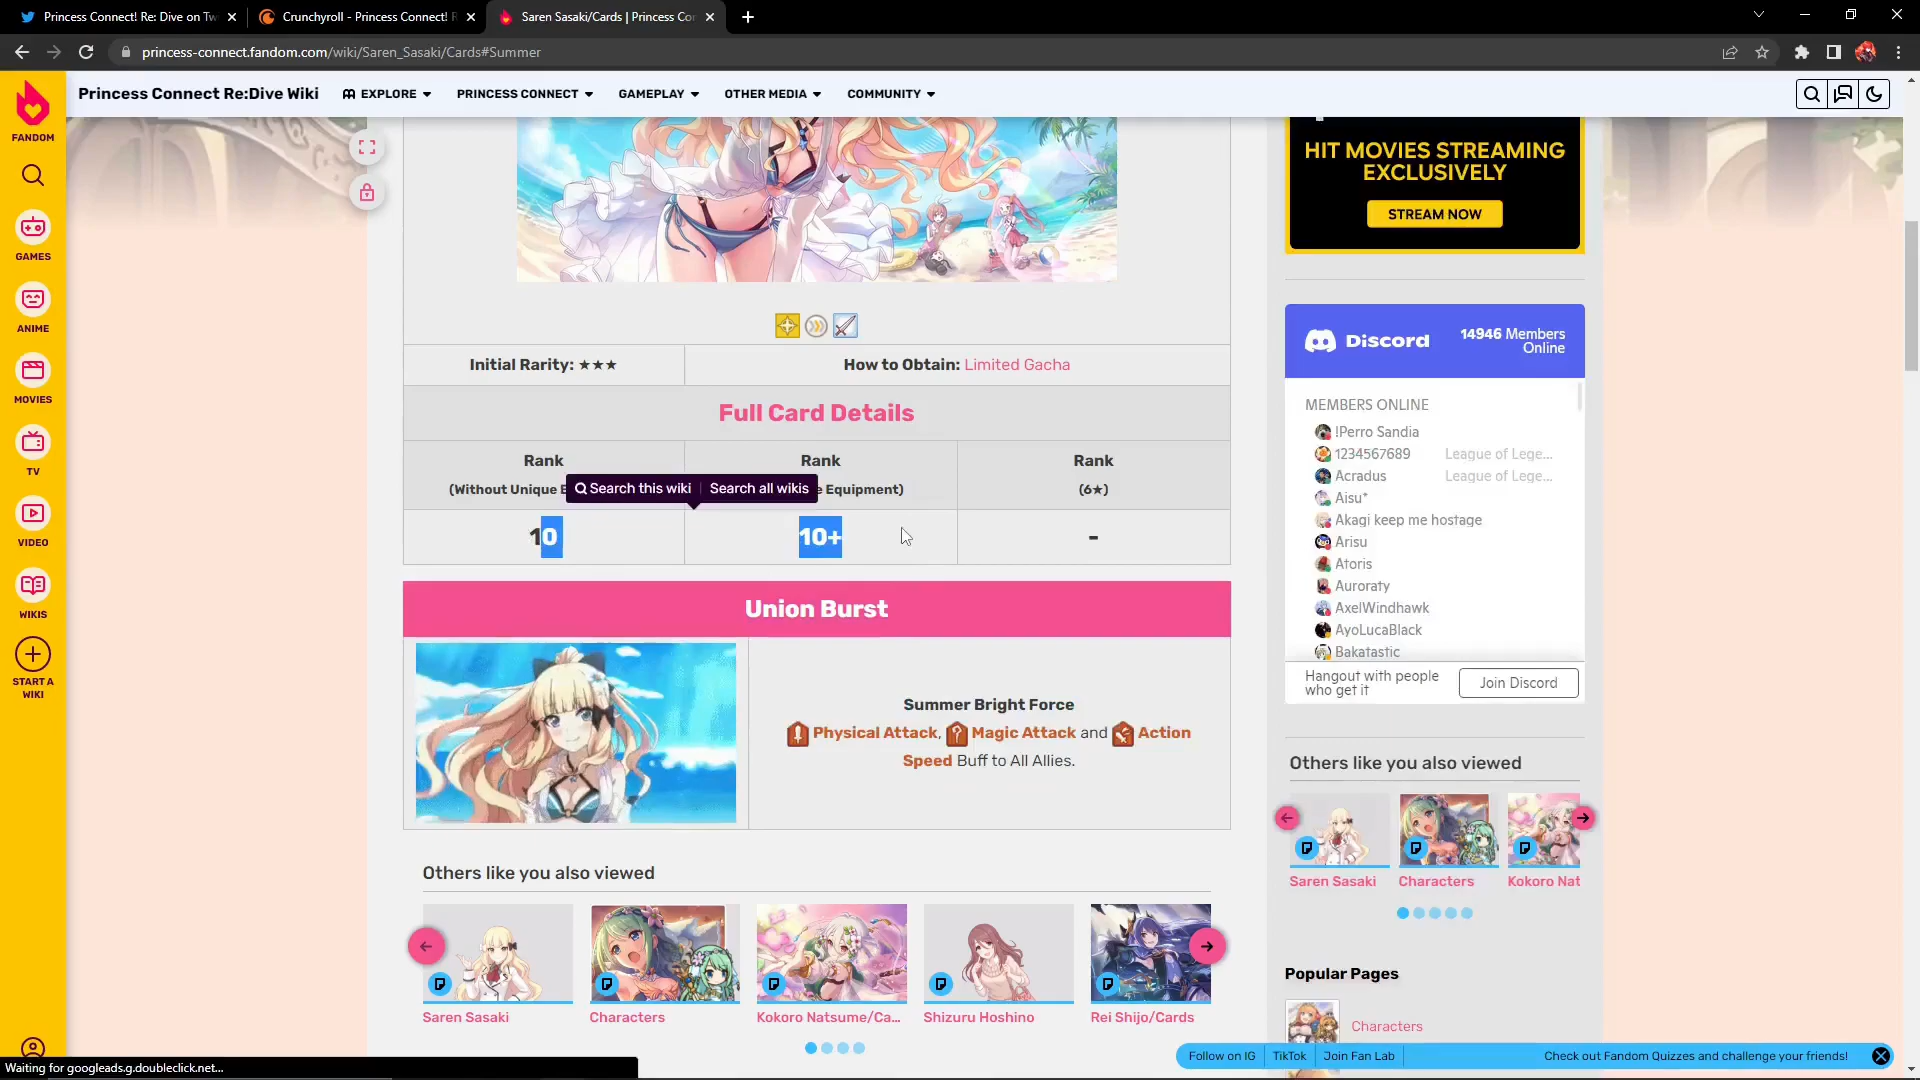 Princess Connect! Re: Dive on Tw
Crunchyroll - Princess Connect! R
Saren Sasaki/Cards | Princess Con
princess-connect.fandom.com/wiki/Saren_Sasaki/Cards#Summer
FANDOM
GAMES
ANIME
MOVIES
TV
VIDEO
WIKIS
START A
WIKI
Princess Connect Re:Dive Wiki
EXPLORE
PRINCESS CONNECT
GAMEPLAY
OTHER MEDIA
COMMUNITY
Initial Rarity: ★★★
How to Obtain: Limited Gacha
Full Card Details
Rank
Rank
Rank
(Without Unique E
Search this wiki
Search all wikis
e Equipment)
(6★)
10
10+
-
Union Burst
Summer Bright Force
Physical Attack, Magic Attack and Action
Speed Buff to All Allies.
Others like you also viewed
Saren Sasaki
Characters
Kokoro Natsume/Ca...
Shizuru Hoshino
Rei Shijo/Cards
HIT MOVIES STREAMING
EXCLUSIVELY
STREAM NOW
Discord
14946 Members
Online
MEMBERS ONLINE
!Perro Sandia
1234567689 League of Lege...
Acradus League of Lege...
Aisu*
Akagi keep me hostage
Arisu
Atoris
Auroraty
AxelWindhawk
AyoLucaBlack
Bakatastic
Hangout with people
who get it
Join Discord
Others like you also viewed
Saren Sasaki
Characters
Kokoro Nat
Popular Pages
Characters
Follow on IG
TikTok
Join Fan Lab
Check out Fandom Quizzes and challenge your friends!
Waiting for googleads.g.doubleclick.net...